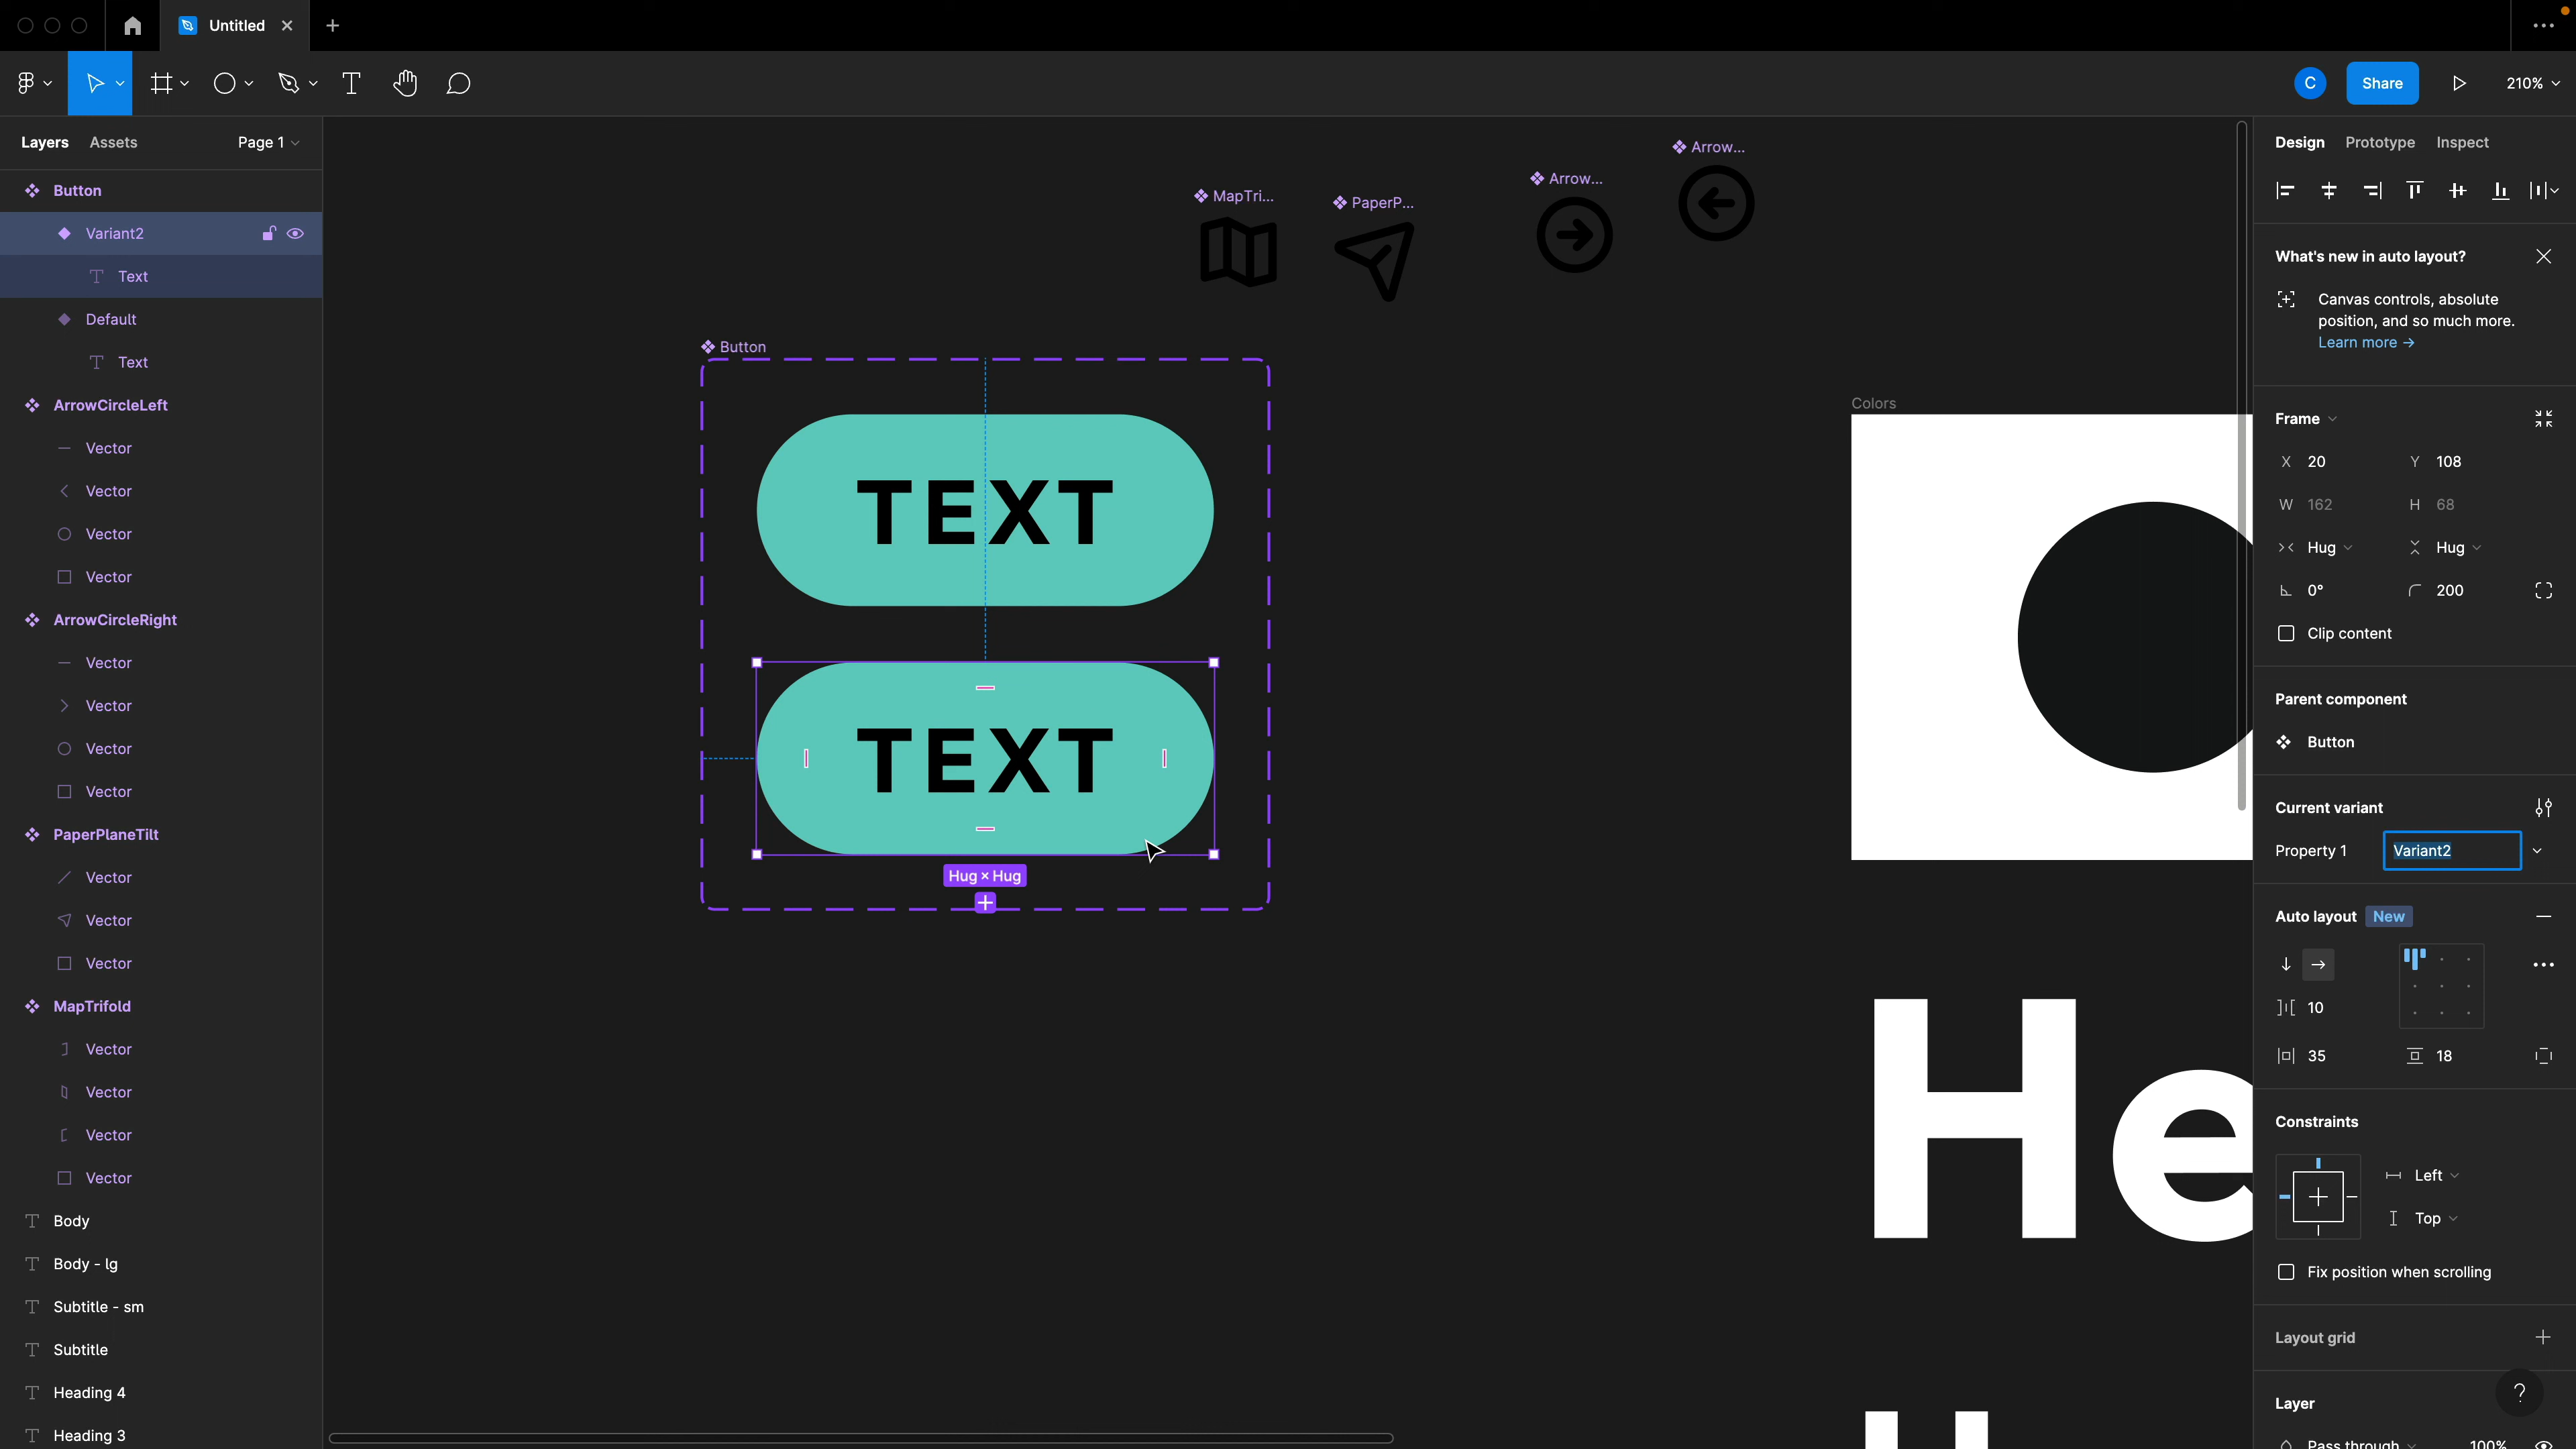 Untitled
Share
210%
C
Layers Assets Page 1
Button
Variant2
Text
Default
Text
ArrowCircleLeft
Vector
Vector
Vector
Vector
ArrowCircleRight
Vector
Vector
Vector
Vector
PaperPlaneTilt
Vector
Vector
Vector
MapTrifold
Vector
Vector
Vector
Vector
Body
Body - lg
Subtitle - sm
Subtitle
Heading 4
Heading 3
MapTri...
PaperP...
Arrow...
Arrow...
Button
TEXT
TEXT
Hug × Hug
Colors
He
Design Prototype Inspect
What's new in auto layout?
Canvas controls, absolute
position, and so much more.
Learn more →
Frame
X 20 Y 108
W 162 H 68
Hug Hug
0° 200
Clip content
Parent component
Button
Current variant
Property 1 Variant2
Auto layout New
10
35 18
Constraints
Left
Top
Fix position when scrolling
Layout grid
?
Layer
Pass through 100%